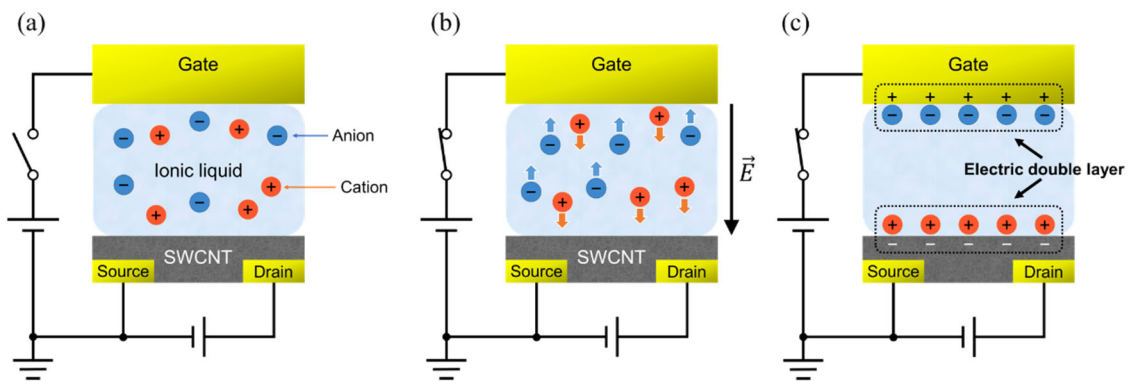 (a)
Gate
−
+
−
+
−
Anion
Ionic liquid
−
+
Cation
+
−
+
SWCNT
Source
Drain
(b)
Gate
+
+
−
−
−
−
−
+
+
+
E
SWCNT
Source
Drain
(c)
Gate
+ + + + +
− − − − −
Electric double layer
+ + + + +
− − − − −
Source
Drain